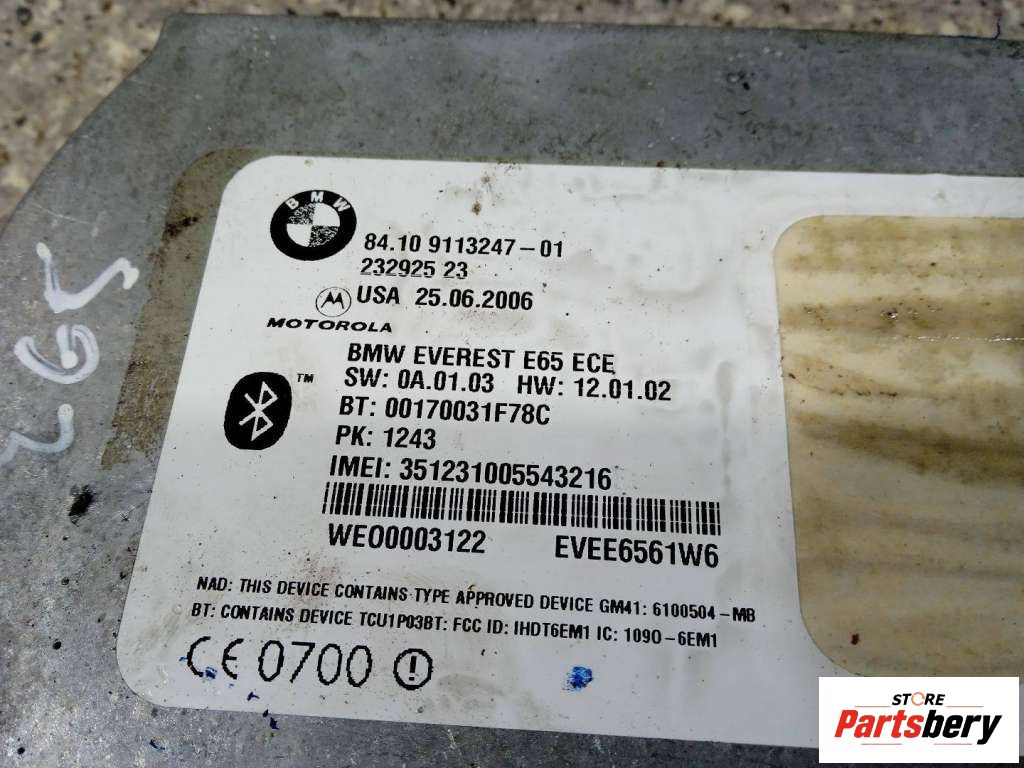 BMW
84.10 9113247-01
232925 23
USA 25.06.2006
MOTOROLA
BMW EVEREST E65 ECE
TM
SW: 0A.01.03 HW: 12.01.02
BT: 00170031F78C
PK: 1243
IMEI: 351231005543216
WEO0003122 EVEE6561W6
NAD: THIS DEVICE CONTAINS TYPE APPROVED DEVICE GM41: 6100504-MB
BT: CONTAINS DEVICE TCU1P03BT: FCC ID: IHDT6EM1 IC: 1090-6EM1
CE 0700
STORE
Partsbery